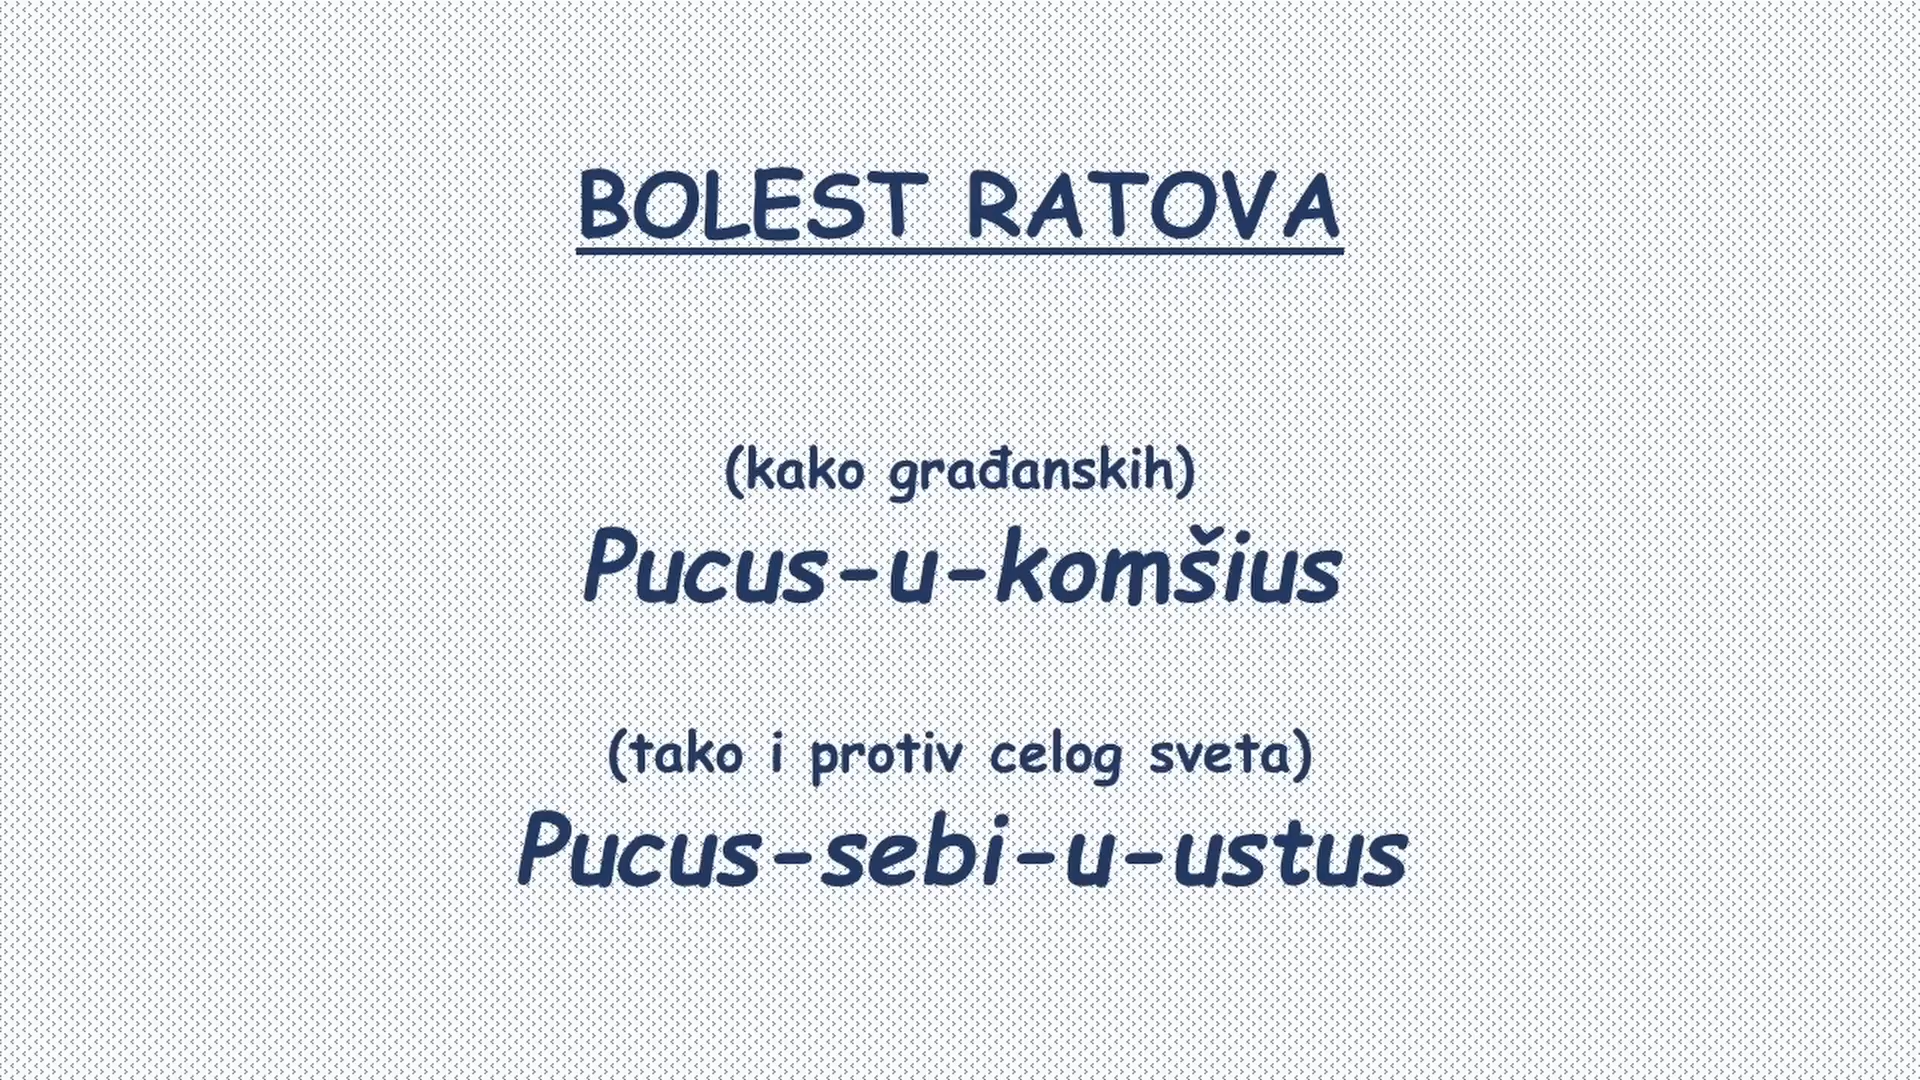 BOLEST RATOVA
(kako građanskih)
Pucus-u-komšius
(tako i protiv celog sveta)
Pucus-sebi-u-ustus